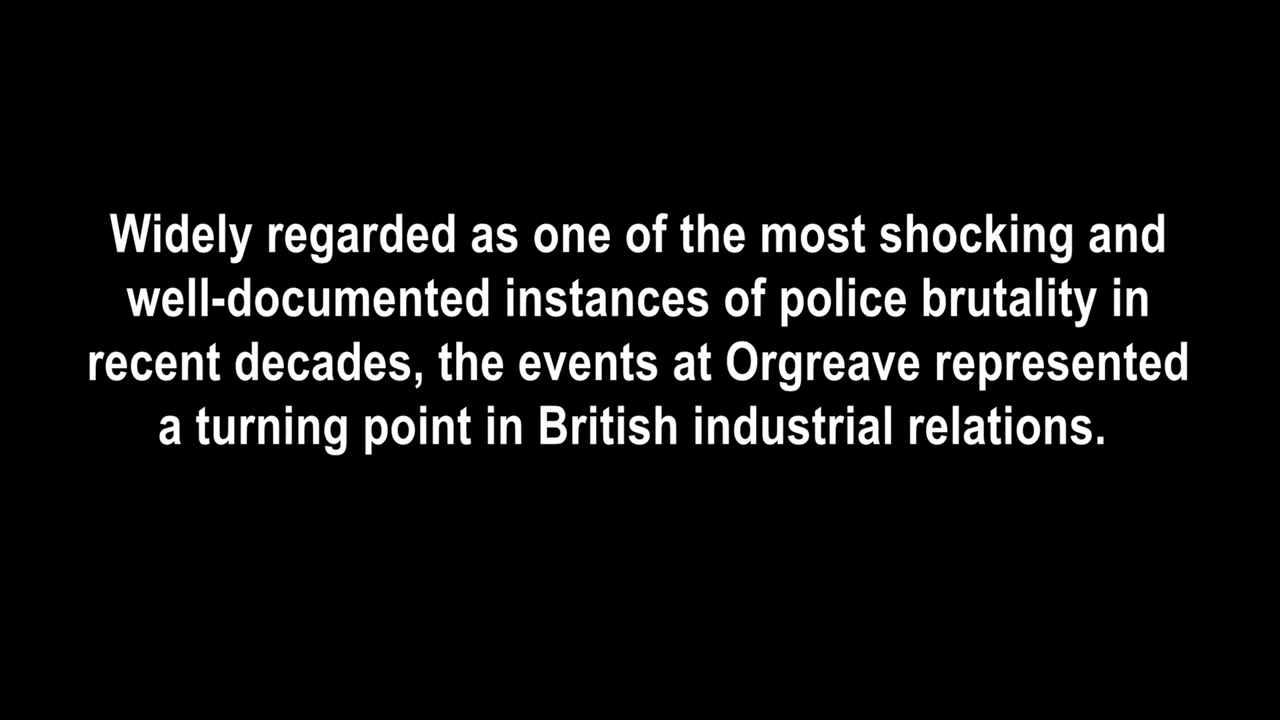 Widely regarded as one of the most shocking and
well-documented instances of police brutality in
recent decades, the events at Orgreave represented
a turning point in British industrial relations.